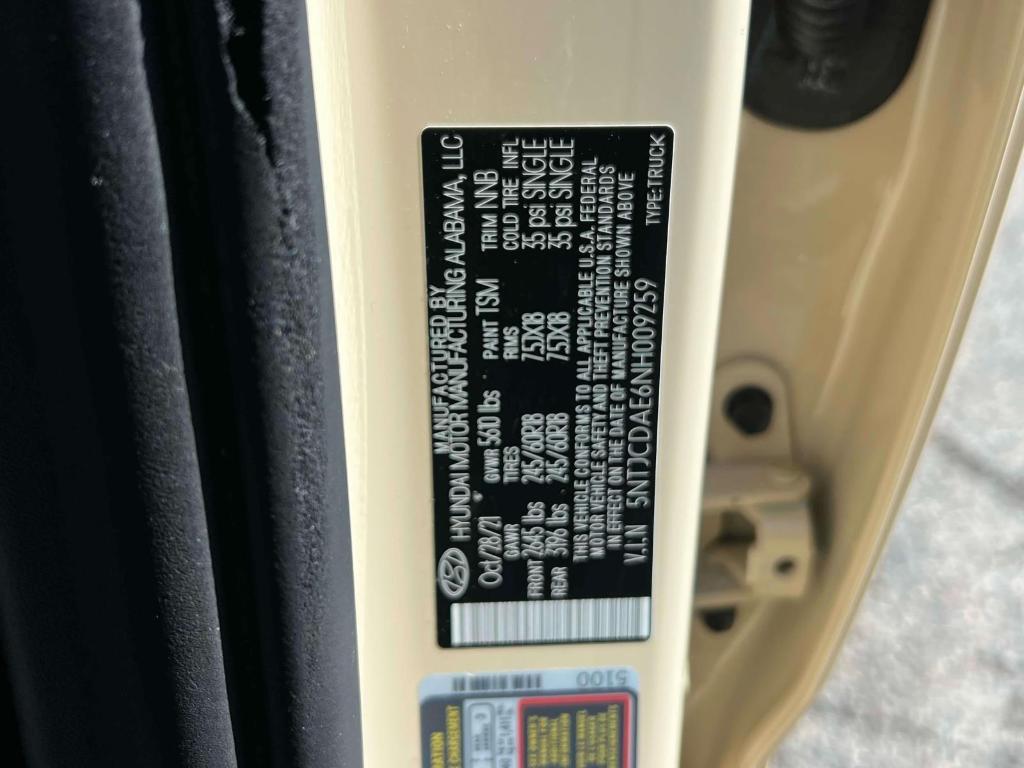 MANUFACTURED BY
HYUNDAI MOTOR MANUFACTURING ALABAMA, LLC
Oct/28/21 GVWR 5610 lbs PAINT TSM TRIM NNB
GAWR TIRES RIMS COLD TIRE INFL
FRONT 2645 lbs 245/60R18 7.5JX18 35 psi SINGLE
REAR 3196 lbs 245/60R18 7.5JX18 35 psi SINGLE
THIS VEHICLE CONFORMS TO ALL APPLICABLE U.S.A. FEDERAL
MOTOR VEHICLE SAFETY AND THEFT PREVENTION STANDARDS
IN EFFECT ON THE DATE OF MANUFACTURE SHOWN ABOVE
V.I.N 5NTJCDAE6NH009259 TYPE:TRUCK
5100